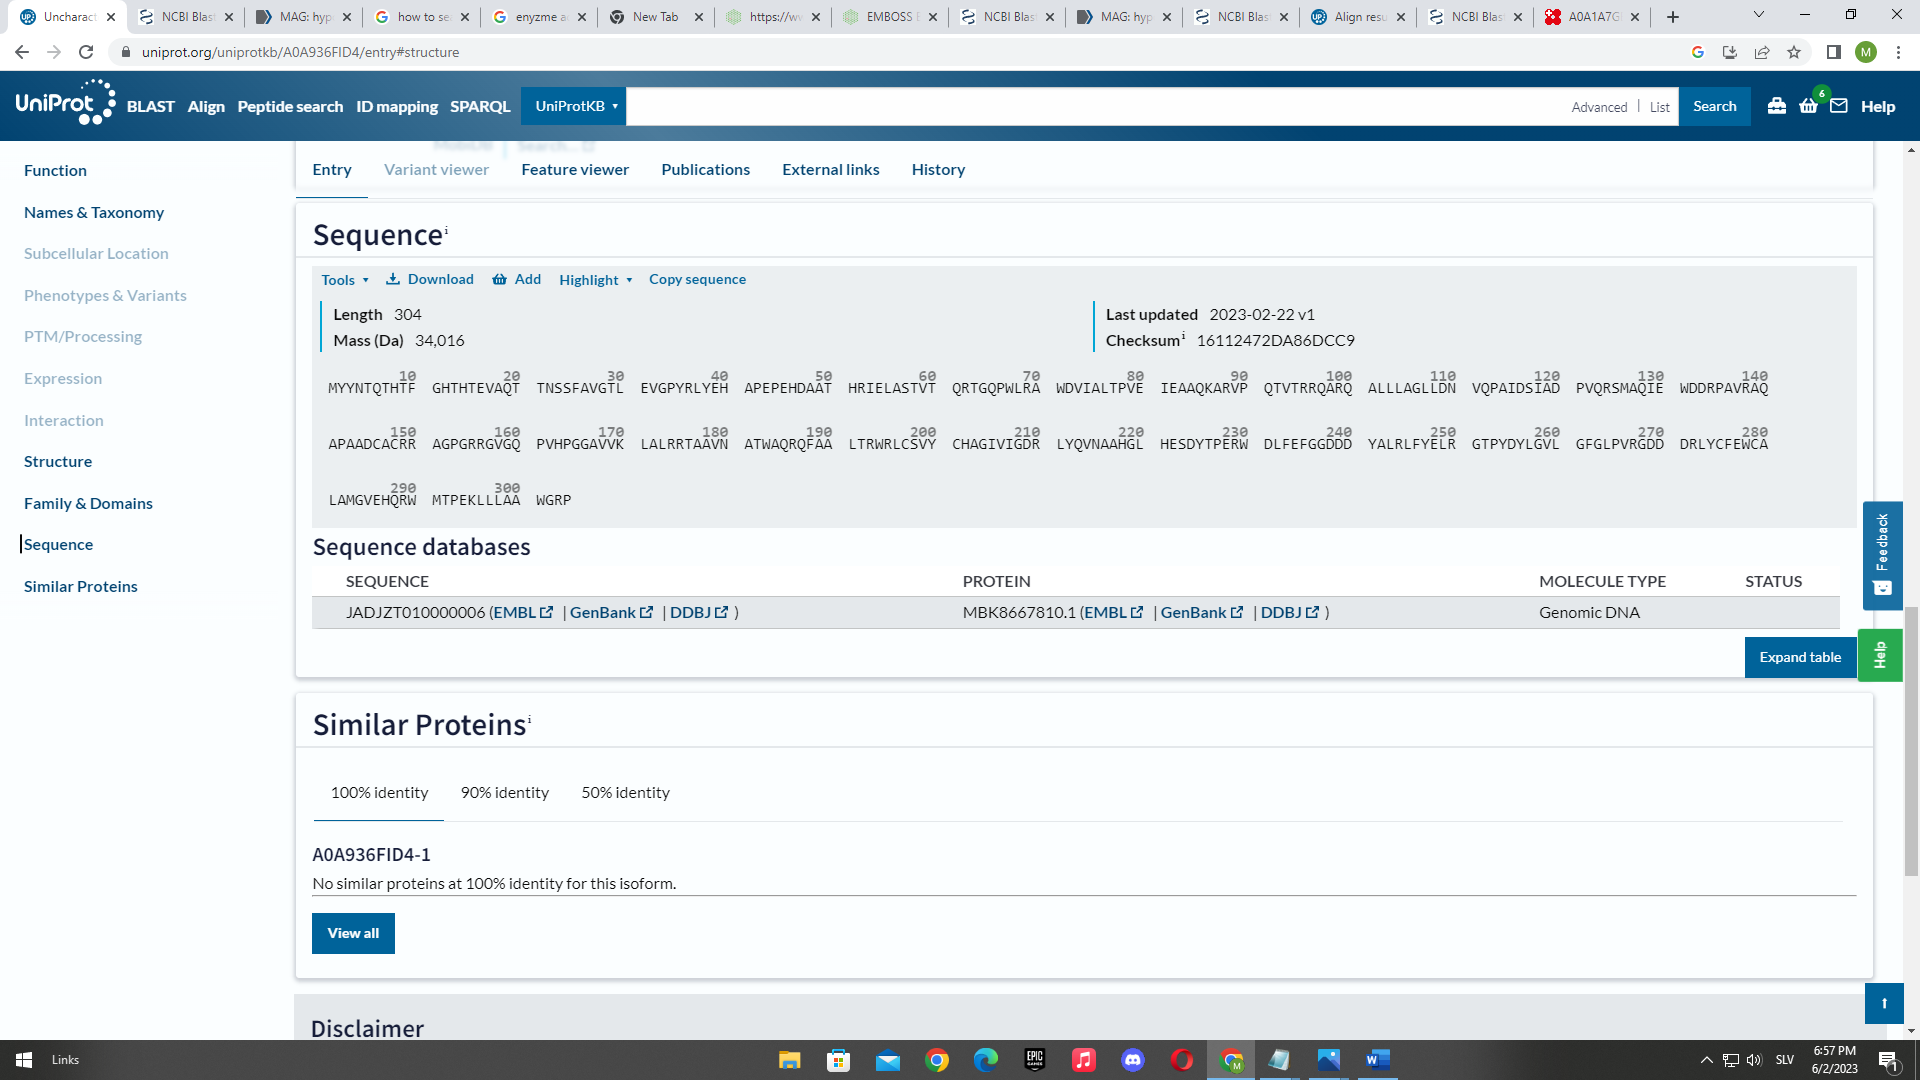 Uncharact
NCBI Blast
MAG: hype
how to se
enyzme a
New Tab
https://ww
EMBOSS
NCBI Blast
MAG: hype
NCBI Blast
Align resu
NCBI Blast
A0A1A7G
uniprot.org/uniprotkb/A0A936FID4/entry#structure
M
UniProt BLAST Align Peptide search ID mapping SPARQL UniProtKB Advanced | List Search 6 Help
Function
Names & Taxonomy
Subcellular Location
Phenotypes & Variants
PTM/Processing
Expression
Interaction
Structure
Family & Domains
Sequence
Similar Proteins
Entry Variant viewer Feature viewer Publications External links History
Sequence i
Tools Download Add Highlight Copy sequence
Length 304
Last updated 2023-02-22 v1
Mass (Da) 34,016
Checksum i 16112472DA86DCC9
10 20 30 40 50 60 70 80 90 100 110 120 130 140
MYYNTQTHTF GHTHTEVAQT TNSSFAVGTL EVGPYRLYEH APEPEHDAAT HRIELASTVT QRTGQPWLRA WDVIALTPVE IEAAQKARVP QTVTRRQARQ ALLLAGLLDN VQPAIDSIAD PVQRSMAQIE WDDRPAVRAQ
150 160 170 180 190 200 210 220 230 240 250 260 270 280
APAADCACRR AGPGRRGVGQ PVHPGGAVVK LALRRTAAVN ATWAQRQFAA LTRWRLCSVY CHAGIVIGDR LYQVNAAHGL HESDYTPERW DLFEFGGDDD YALRLFYELR GTPYDYLGVL GFGLPVRGDD DRLYCFEWCA
290 300
LAMGVEHQRW MTPEKLLLAA WGRP
Sequence databases
SEQUENCE PROTEIN MOLECULE TYPE STATUS
JADJZT010000006 (EMBL | GenBank | DDBJ ) MBK8667810.1 (EMBL | GenBank | DDBJ ) Genomic DNA
Expand table
Similar Proteins i
100% identity 90% identity 50% identity
A0A936FID4-1
No similar proteins at 100% identity for this isoform.
View all
Disclaimer
Feedback
Help
Links
EPIC GAMES
M
SLV
6:57 PM
6/2/2023
1